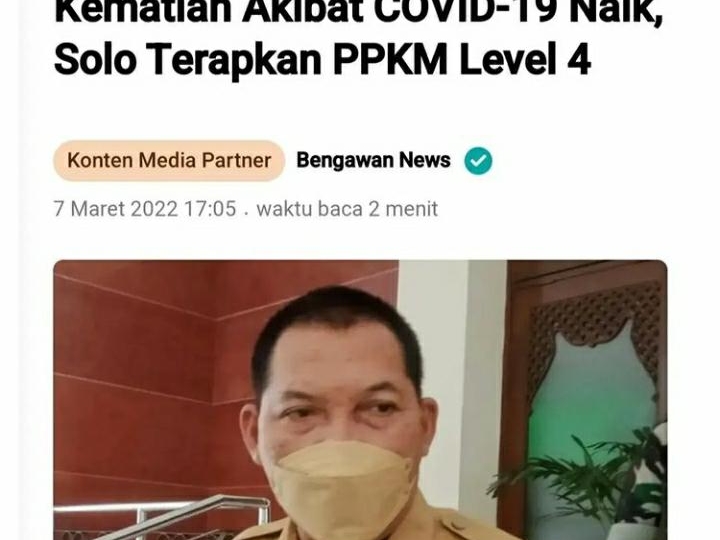 Kematian Akibat COVID-19 Naik,
Solo Terapkan PPKM Level 4
Konten Media Partner Bengawan News
7 Maret 2022 17:05 . waktu baca 2 menit